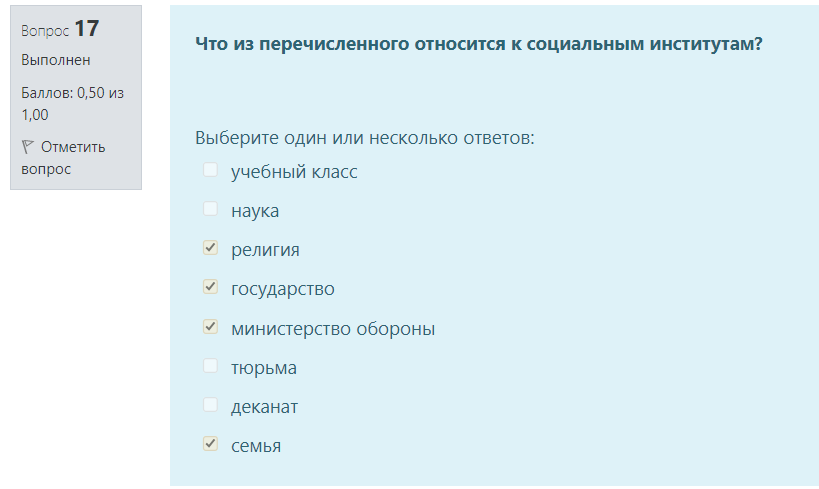 Вопрос 17
Выполнен
Баллов: 0,50 из
1,00
Отметить
вопрос
Что из перечисленного относится к социальным институтам?
Выберите один или несколько ответов:
учебный класс
наука
религия
государство
министерство обороны
тюрьма
деканат
семья